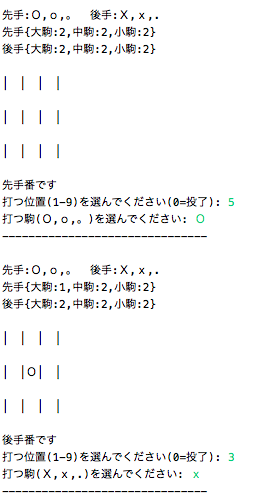 先手:Ｏ,ｏ,。　後手:Ｘ,ｘ,.
先手{大駒:2,中駒:2,小駒:2}
後手{大駒:2,中駒:2,小駒:2}
|　|　|　|
|　|　|　|
|　|　|　|
先手番です
打つ位置(1-9)を選んでください(0=投了): 5
打つ駒(Ｏ,ｏ,。)を選んでください: Ｏ
-------------------------------
先手:Ｏ,ｏ,。　後手:Ｘ,ｘ,.
先手{大駒:1,中駒:2,小駒:2}
後手{大駒:2,中駒:2,小駒:2}
|　|　|　|
|　|Ｏ|　|
|　|　|　|
後手番です
打つ位置(1-9)を選んでください(0=投了): 3
打つ駒(Ｘ,ｘ,.)を選んでください: ｘ
-------------------------------